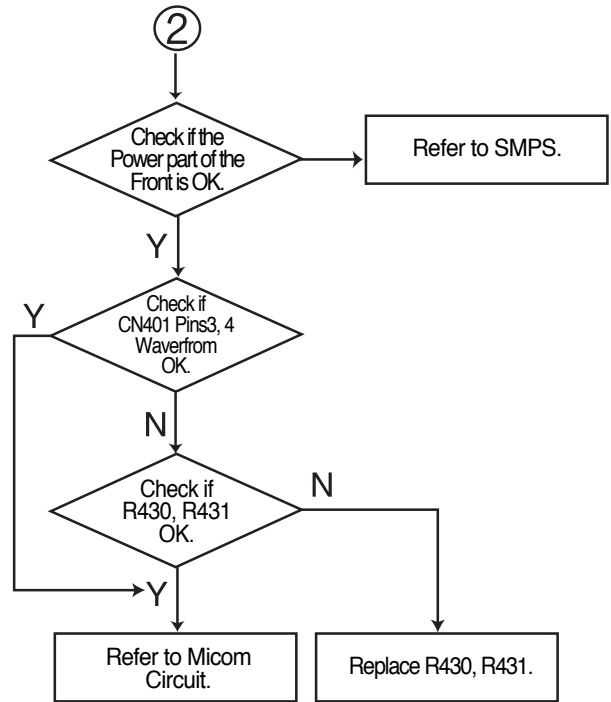 2
Check if the
Power part of the
Front is OK.
Refer to SMPS.
Y
Check if
CN401 Pins3, 4
Waverfrom
OK.
Y
N
Check if
R430, R431
OK.
N
Y
Refer to Micom
Circuit.
Replace R430, R431.